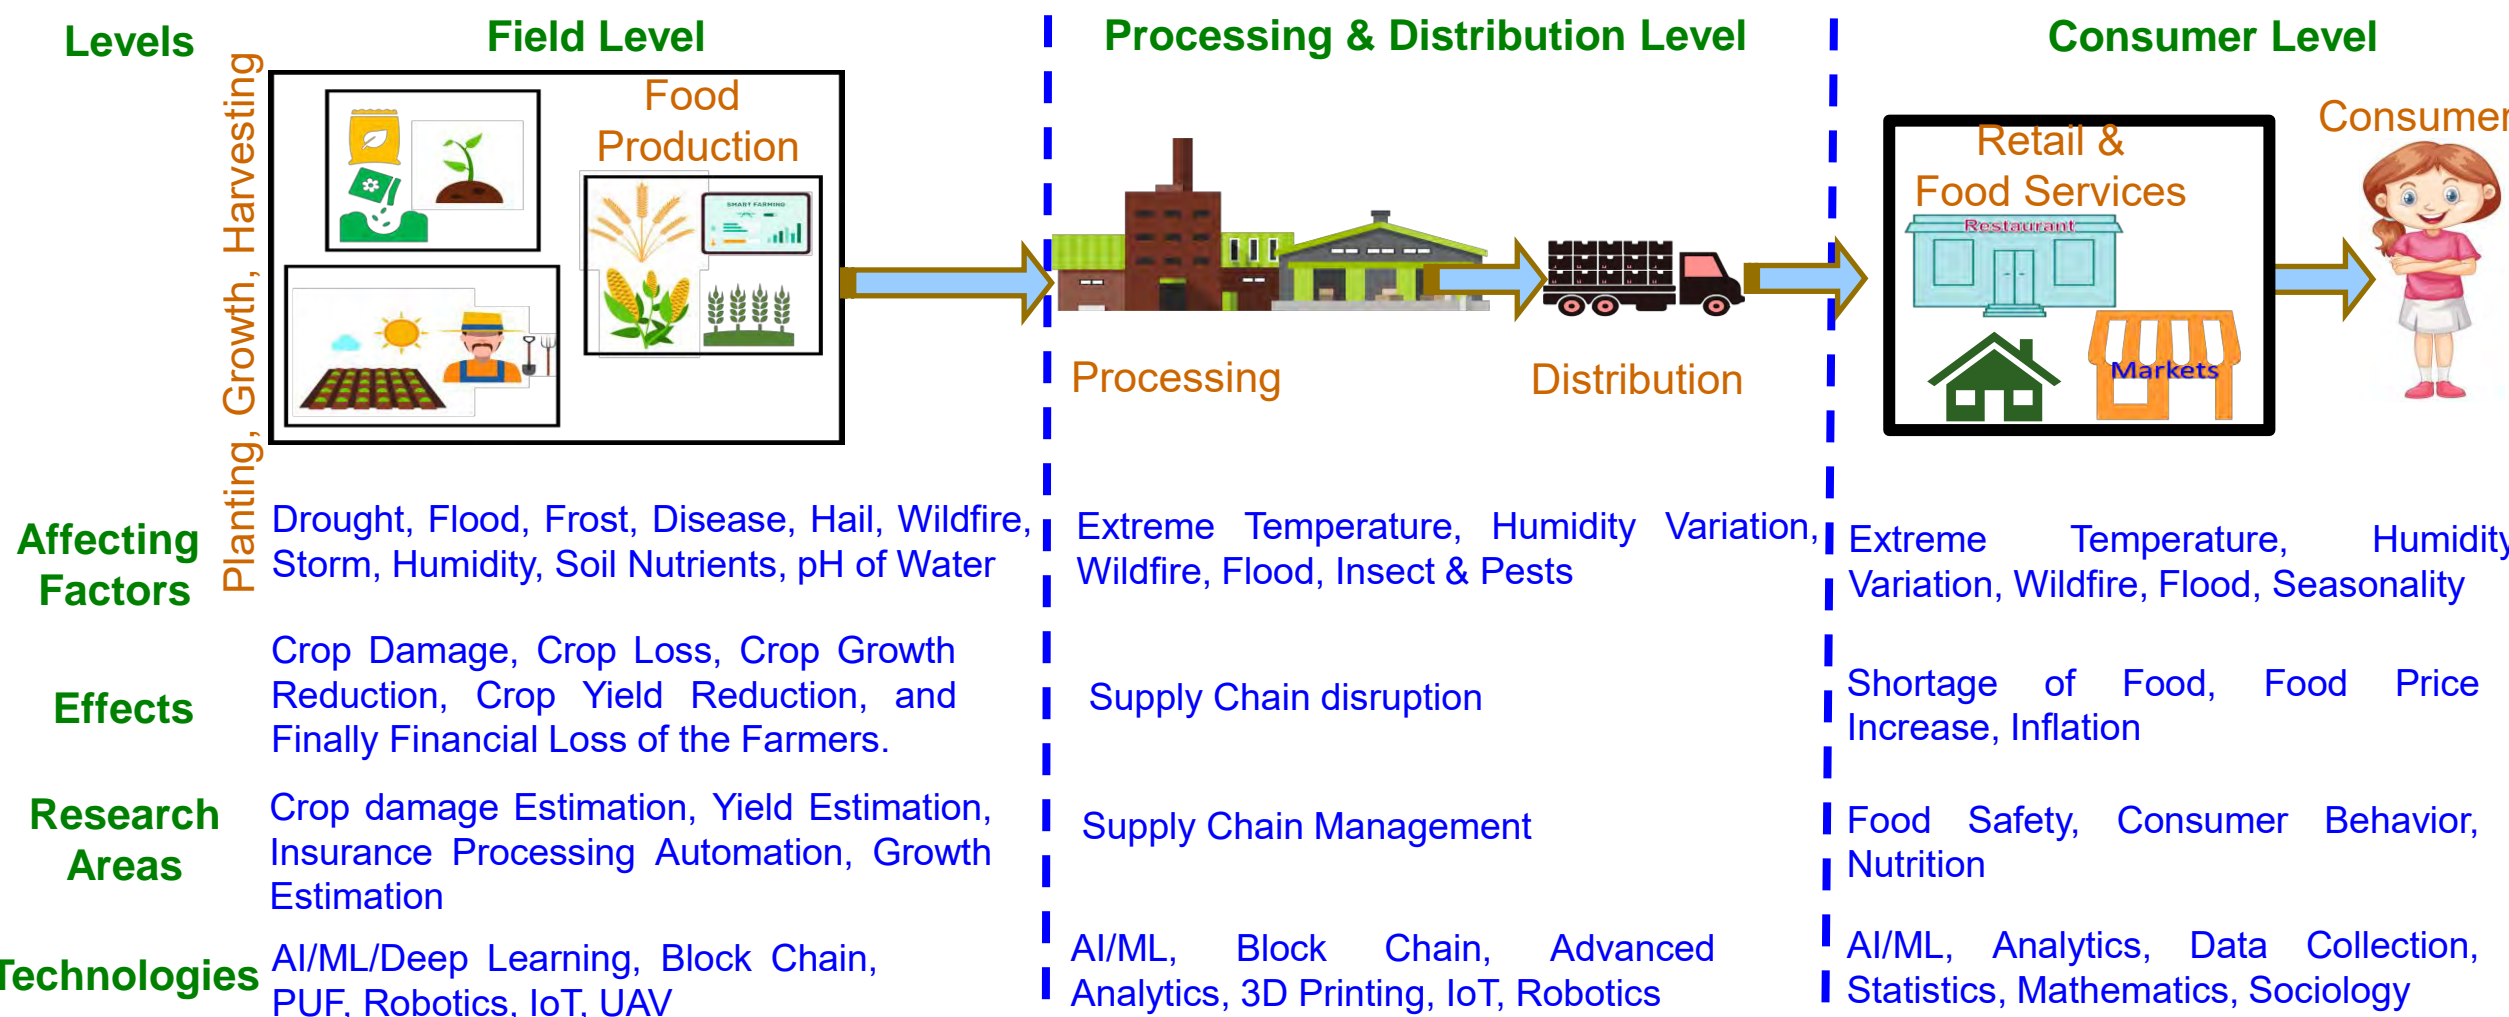 Levels
Field Level
Processing & Distribution Level
Consumer Level
Planting, Growth, Harvesting
Food
Production
SMART FARMING
Processing
Distribution
Retail &
Food Services
Restaurant
Markets
Consumer
Affecting
Factors
Drought, Flood, Frost, Disease, Hail, Wildfire,
Storm, Humidity, Soil Nutrients, pH of Water
Extreme Temperature, Humidity Variation,
Wildfire, Flood, Insect & Pests
Extreme Temperature, Humidity
Variation, Wildfire, Flood, Seasonality
Effects
Crop Damage, Crop Loss, Crop Growth
Reduction, Crop Yield Reduction, and
Finally Financial Loss of the Farmers.
Supply Chain disruption
Shortage of Food, Food Price
Increase, Inflation
Research
Areas
Crop damage Estimation, Yield Estimation,
Insurance Processing Automation, Growth
Estimation
Supply Chain Management
Food Safety, Consumer Behavior,
Nutrition
Technologies
AI/ML/Deep Learning, Block Chain,
PUF, Robotics, IoT, UAV
AI/ML, Block Chain, Advanced
Analytics, 3D Printing, IoT, Robotics
AI/ML, Analytics, Data Collection,
Statistics, Mathematics, Sociology